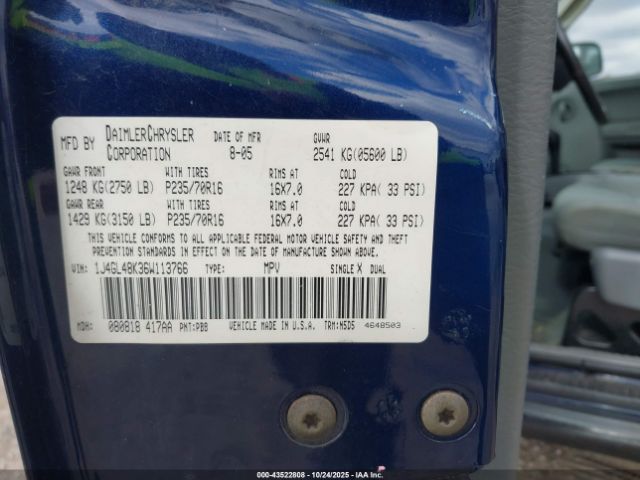 MFD BY DAIMLERCHRYSLER CORPORATION DATE OF MFR 8-05 GVWR 2541 KG(05600 LB)
GAWR FRONT WITH TIRES RIMS AT COLD
1248 KG(2750 LB) P235/70R16 16X7.0 227 KPA( 33 PSI)
GAWR REAR WITH TIRES RIMS AT COLD
1429 KG(3150 LB) P235/70R16 16X7.0 227 KPA( 33 PSI)
THIS VEHICLE CONFORMS TO ALL APPLICABLE FEDERAL MOTOR VEHICLE SAFETY AND THEFT
PREVENTION STANDARDS IN EFFECT ON THE DATE OF MANUFACTURE SHOWN ABOVE.
VIN: 1J4GL48K36W113766 TYPE: MPV SINGLE X DUAL
MDH: 080818 417AA PNT:PBB VEHICLE MADE IN U.S.A. TRM:N5D5 4648503
000-43522808 - 10/24/2025 - IAA Inc.